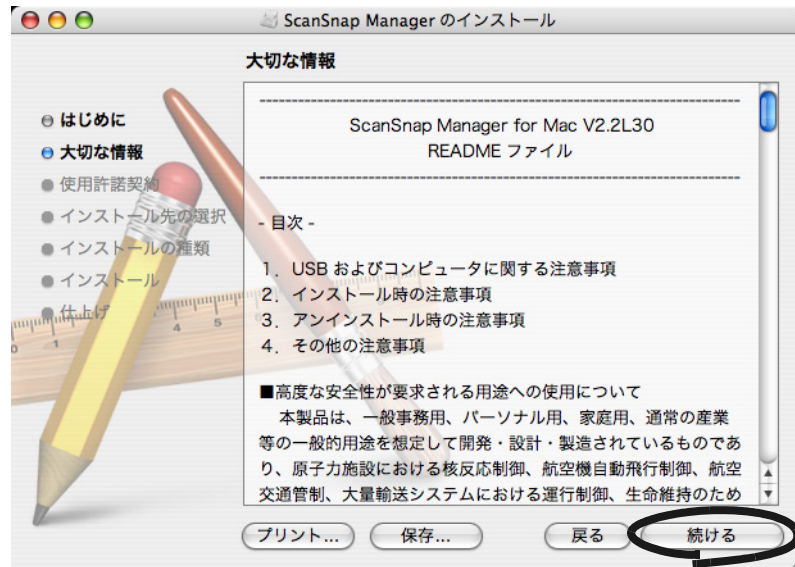 ScanSnap Manager のインストール
大切な情報
はじめに
大切な情報
使用許諾契約
インストール先の選択
インストールの種類
インストール
仕上げ
--------------------------------------------------------------------------------
ScanSnap Manager for Mac V2.2L30
README ファイル
--------------------------------------------------------------------------------
- 目次 -
1．USB およびコンピュータに関する注意事項
2．インストール時の注意事項
3．アンインストール時の注意事項
4．その他の注意事項
■高度な安全性が要求される用途への使用について
本製品は、一般事務用、パーソナル用、家庭用、通常の産業
等の一般的用途を想定して開発・設計・製造されているものであ
り、原子力施設における核反応制御、航空機自動飛行制御、航空
交通管制、大量輸送システムにおける運行制御、生命維持のため
0 1 4 5 6
プリント... 保存... 戻る 続ける